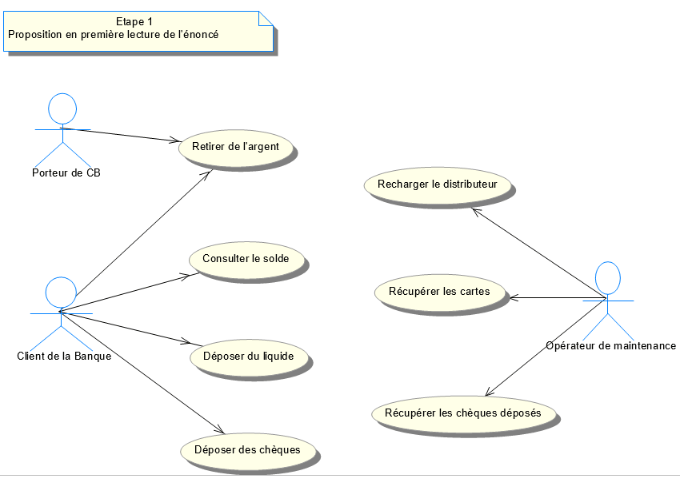 Etape 1
Proposition en première lecture de l'énoncé
Porteur de CB
Retirer de l'argent
Recharger le distributeur
Consulter le solde
Récupérer les cartes
Client de la Banque
Déposer du liquide
Opérateur de maintenance
Récupérer les chèques déposés
Déposer des chèques